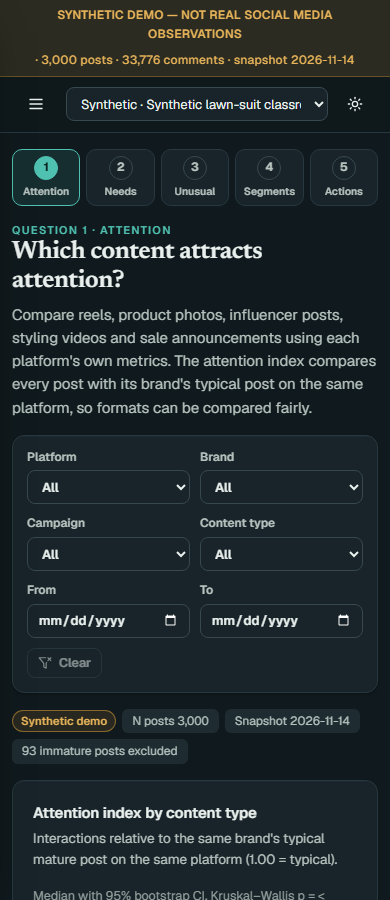 SYNTHETIC DEMO — NOT REAL SOCIAL MEDIA
OBSERVATIONS
· 3,000 posts · 33,776 comments · snapshot 2026-11-14
Synthetic · Synthetic lawn-suit classr
1
2
3
4
5
Attention
Needs
Unusual
Segments
Actions
QUESTION 1 · ATTENTION
Which content attracts
attention?
Compare reels, product photos, influencer posts,
styling videos and sale announcements using each
platform's own metrics. The attention index compares
every post with its brand's typical post on the same
platform, so formats can be compared fairly.
Platform
Brand
All
All
Campaign
Content type
All
All
From
To
mm/dd/yyyy
mm/dd/yyyy
Clear
Synthetic demo
N posts 3,000
Snapshot 2026-11-14
93 immature posts excluded
Attention index by content type
Interactions relative to the same brand's typical
mature post on the same platform (1.00 = typical).
Median with 95% bootstrap CI. Kruskal–Wallis p = <